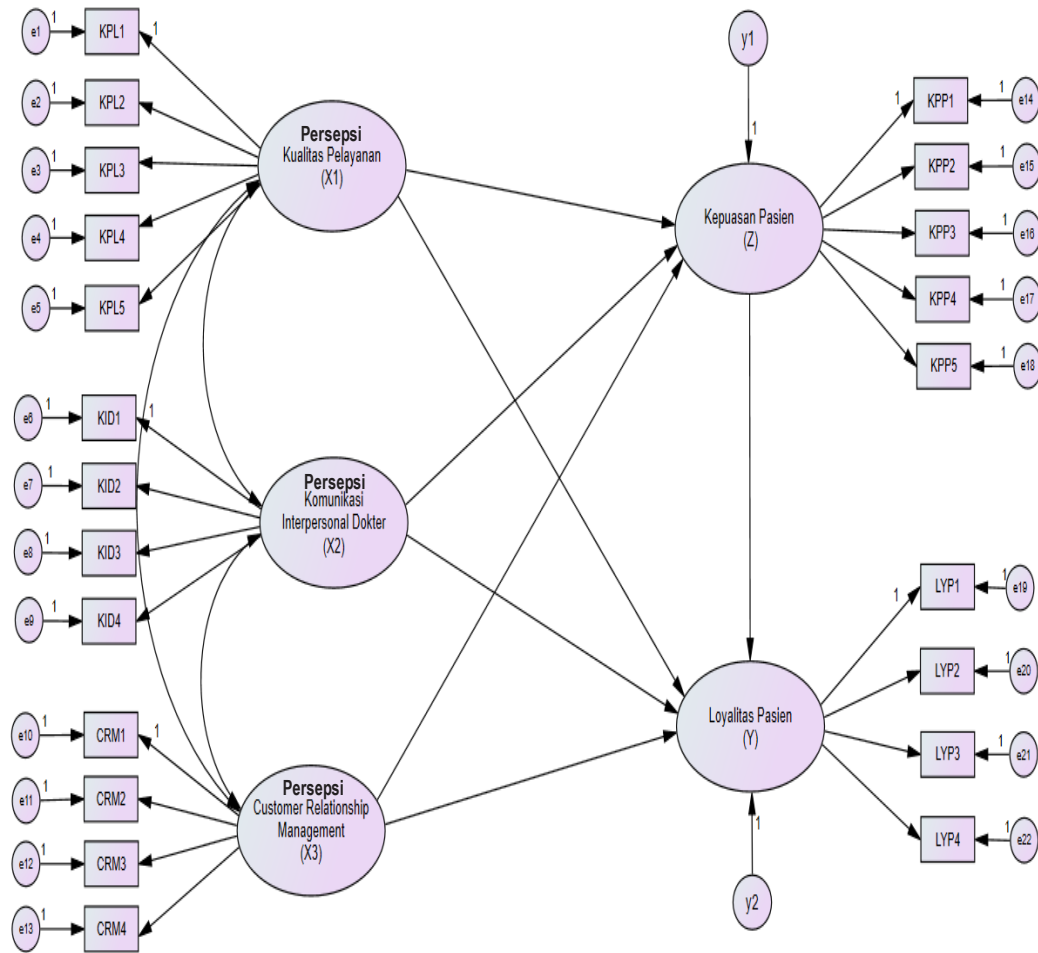 e1
1
KPL1
1
e2
1
KPL2
e3
1
KPL3
e4
1
KPL4
e5
1
KPL5
Persepsi
Kualitas Pelayanan
(X1)
e6
1
KID1
1
e7
1
KID2
e8
1
KID3
e9
1
KID4
Persepsi
Komunikasi
Interpersonal Dokter
(X2)
e10
1
CRM1
1
e11
1
CRM2
e12
1
CRM3
e13
1
CRM4
Persepsi
Customer Relationship
Management
(X3)
y1
1
Kepuasan Pasien
(Z)
1
KPP1
1
e14
KPP2
1
e15
KPP3
1
e16
KPP4
1
e17
KPP5
1
e18
Loyalitas Pasien
(Y)
1
y2
1
LYP1
1
e19
LYP2
1
e20
LYP3
1
e21
LYP4
1
e22